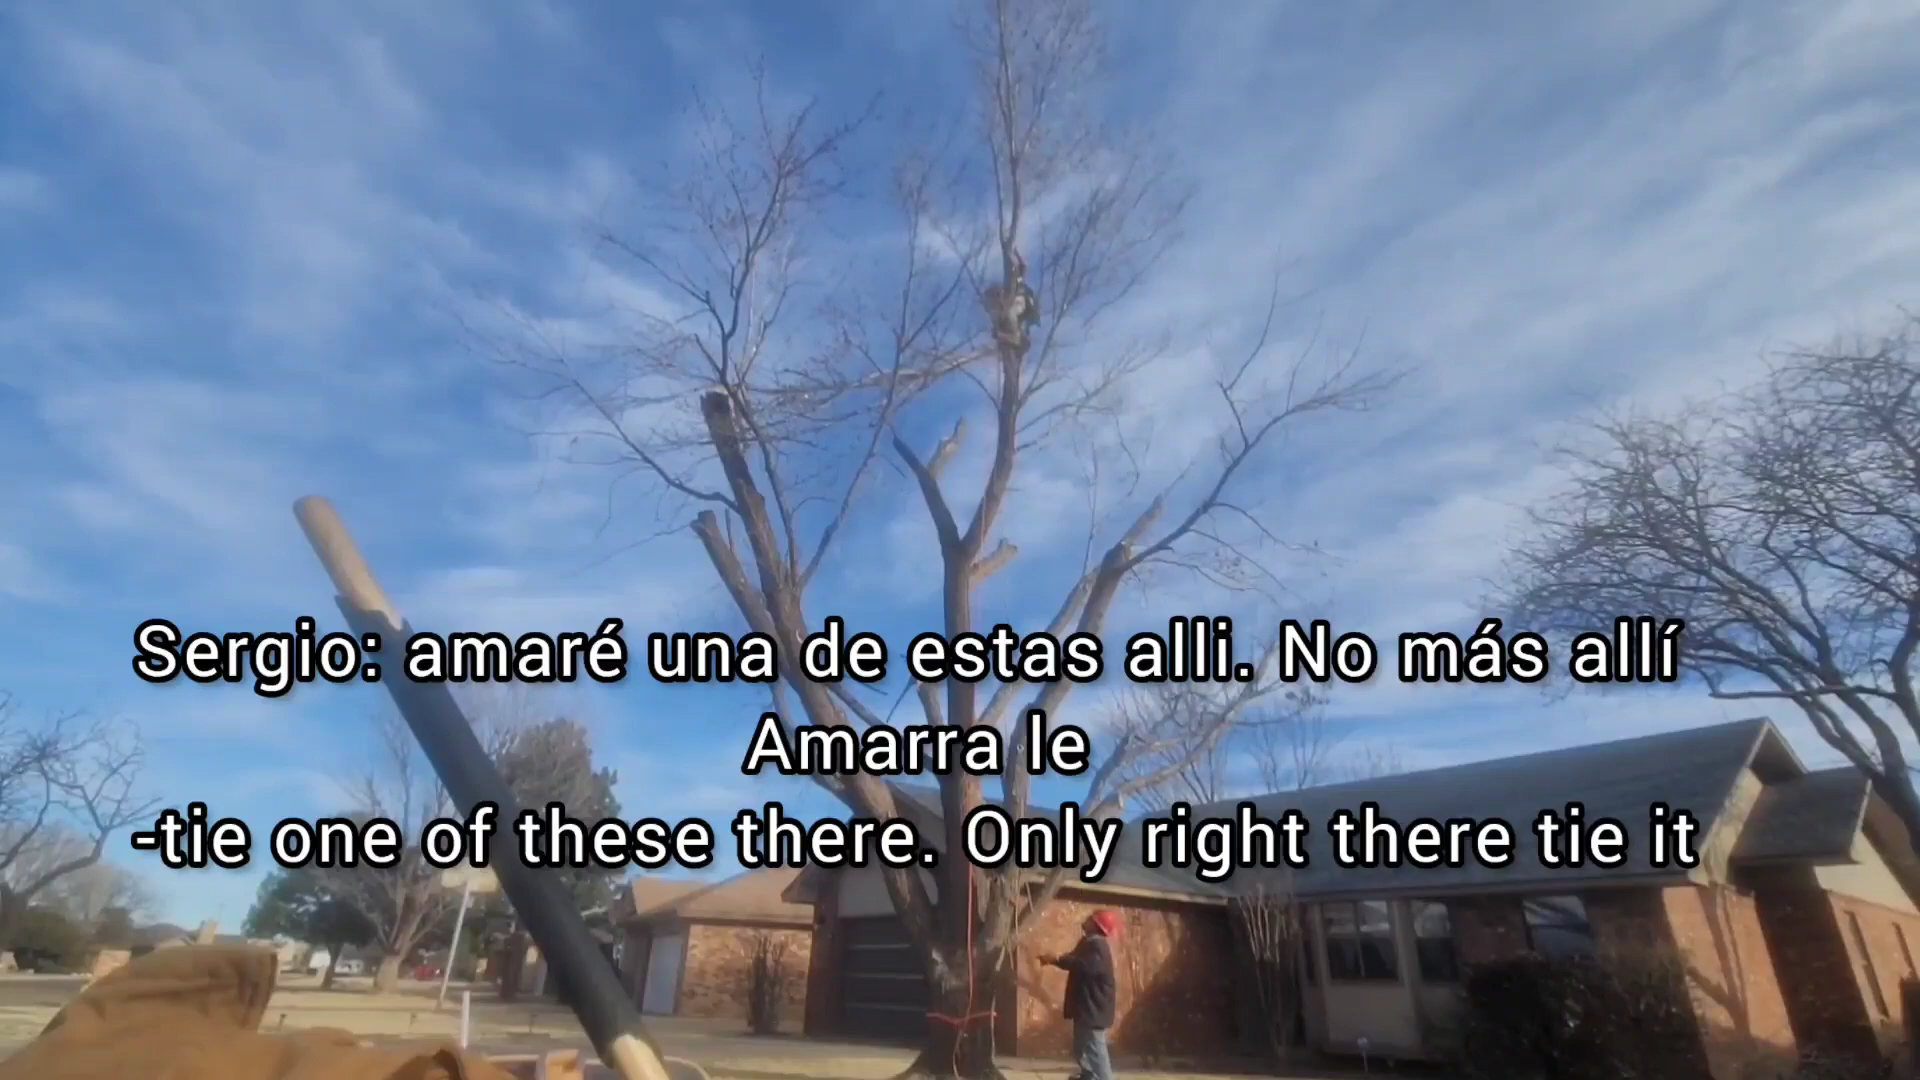 Sergio: amaré una de estas alli. No más allí
Amarra le
-tie one of these there. Only right there tie it